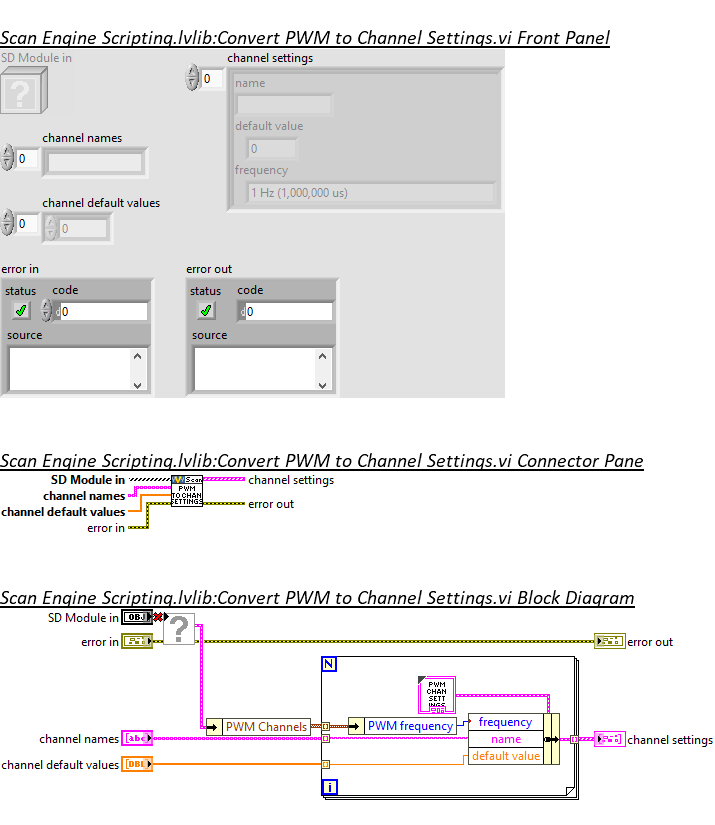 Scan Engine Scripting.lvlib:Convert PWM to Channel Settings.vi Front Panel
SD Module in
channel settings
?
0
name
channel names
default value
0
0
frequency
1 Hz (1,000,000 us)
channel default values
0
0
error in
error out
status code
status code
0
0
source
source
Scan Engine Scripting.lvlib:Convert PWM to Channel Settings.vi Connector Pane
SD Module in
channel settings
Scan
PWM
TO CHAN
SETTINGS
channel names
channel default values
error out
error in
Scan Engine Scripting.lvlib:Convert PWM to Channel Settings.vi Block Diagram
SD Module in
OBJ
?
error in
error out
N
PWM
CHAN
SETT
INGS
PWM Channels
PWM frequency
frequency
channel names
abc
name
channel settings
default value
channel default values
DBL
i